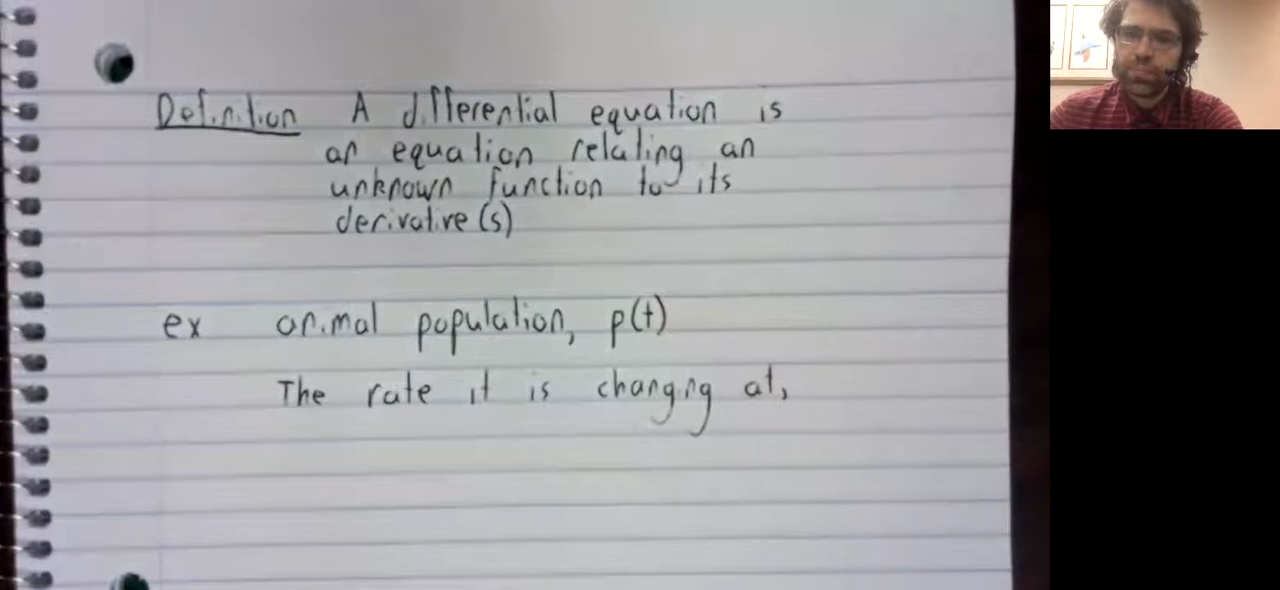 Definition A differential equation is
an equation relating an
unknown function to its
derivative(s)
ex animal population, p(t)
The rate it is changing at,